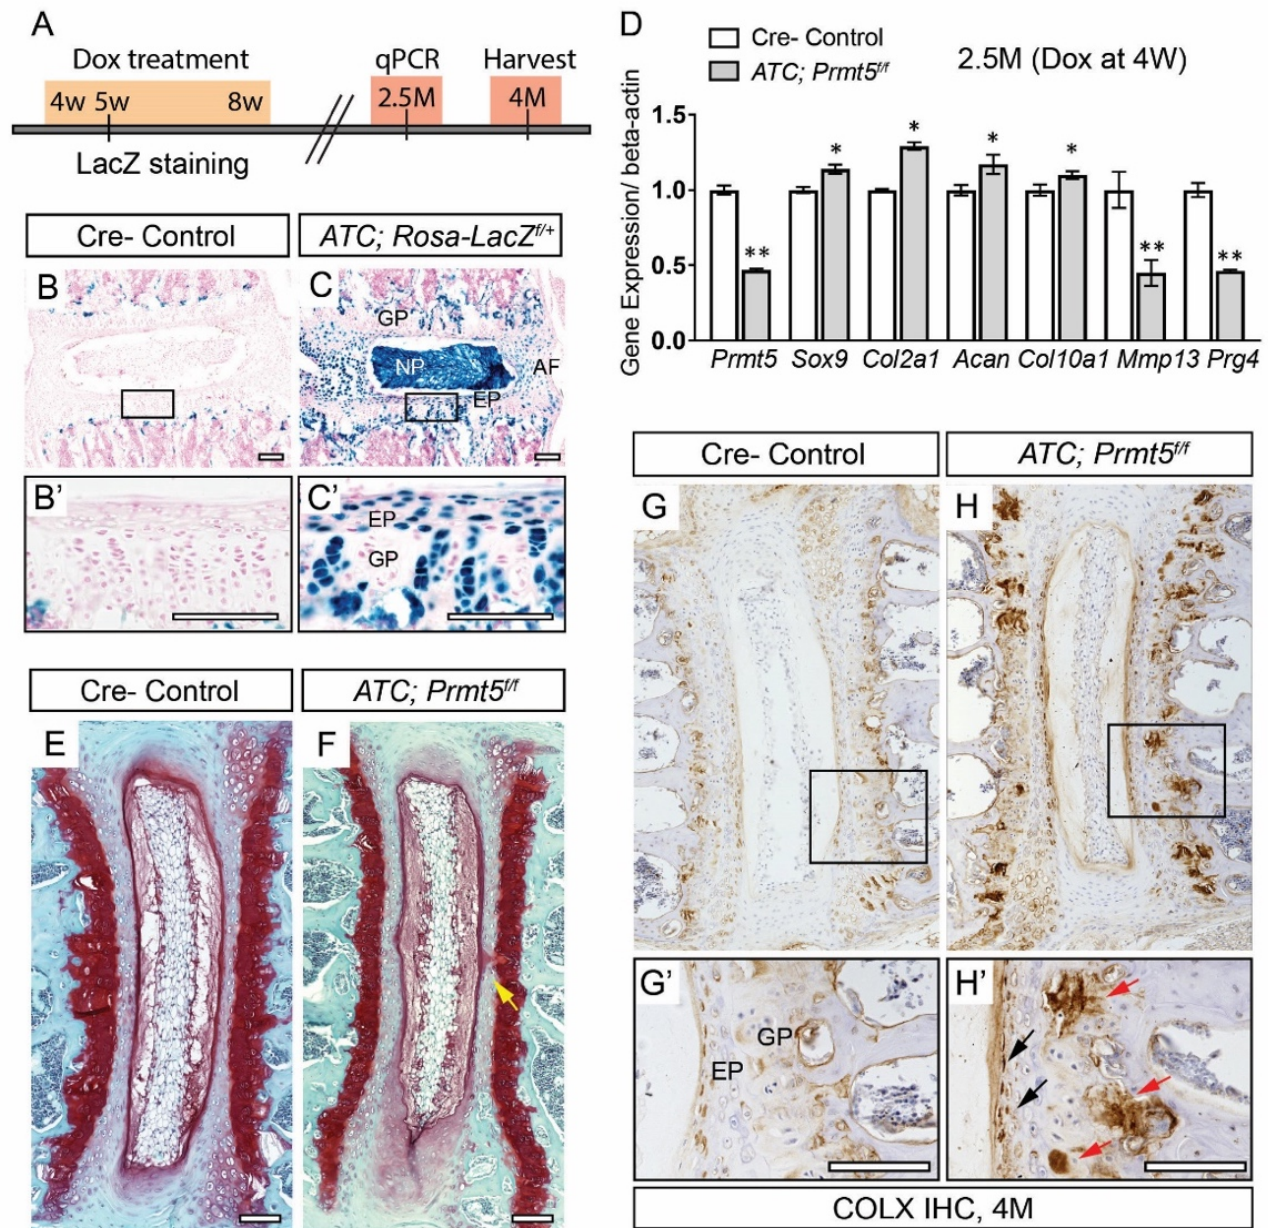 A
Dox treatment
qPCR
Harvest
4w 5w
8w
2.5M
4M
LacZ staining
Cre- Control
ATC; Rosa-LacZf/+
B
C
GP
NP
AF
EP
B'
C'
EP
GP
Cre- Control
ATC; Prmt5f/f
E
F
D
Cre- Control
ATC; Prmt5f/f
2.5M (Dox at 4W)
Gene Expression/ beta-actin
1.5
1.0
0.5
0.0
**
*
*
*
*
**
**
Prmt5 Sox9 Col2a1 Acan Col10a1 Mmp13 Prg4
Cre- Control
ATC; Prmt5f/f
G
H
G'
H'
GP
EP
COLX IHC, 4M